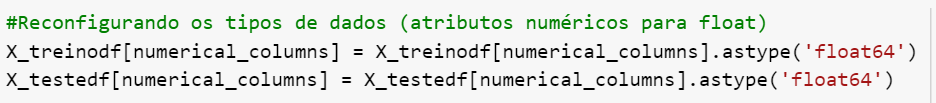 #Reconfigurando os tipos de dados (atributos numéricos para float)
X_treinodf[numerical_columns] = X_treinodf[numerical_columns].astype('float64')
X_testedf[numerical_columns] = X_testedf[numerical_columns].astype('float64')